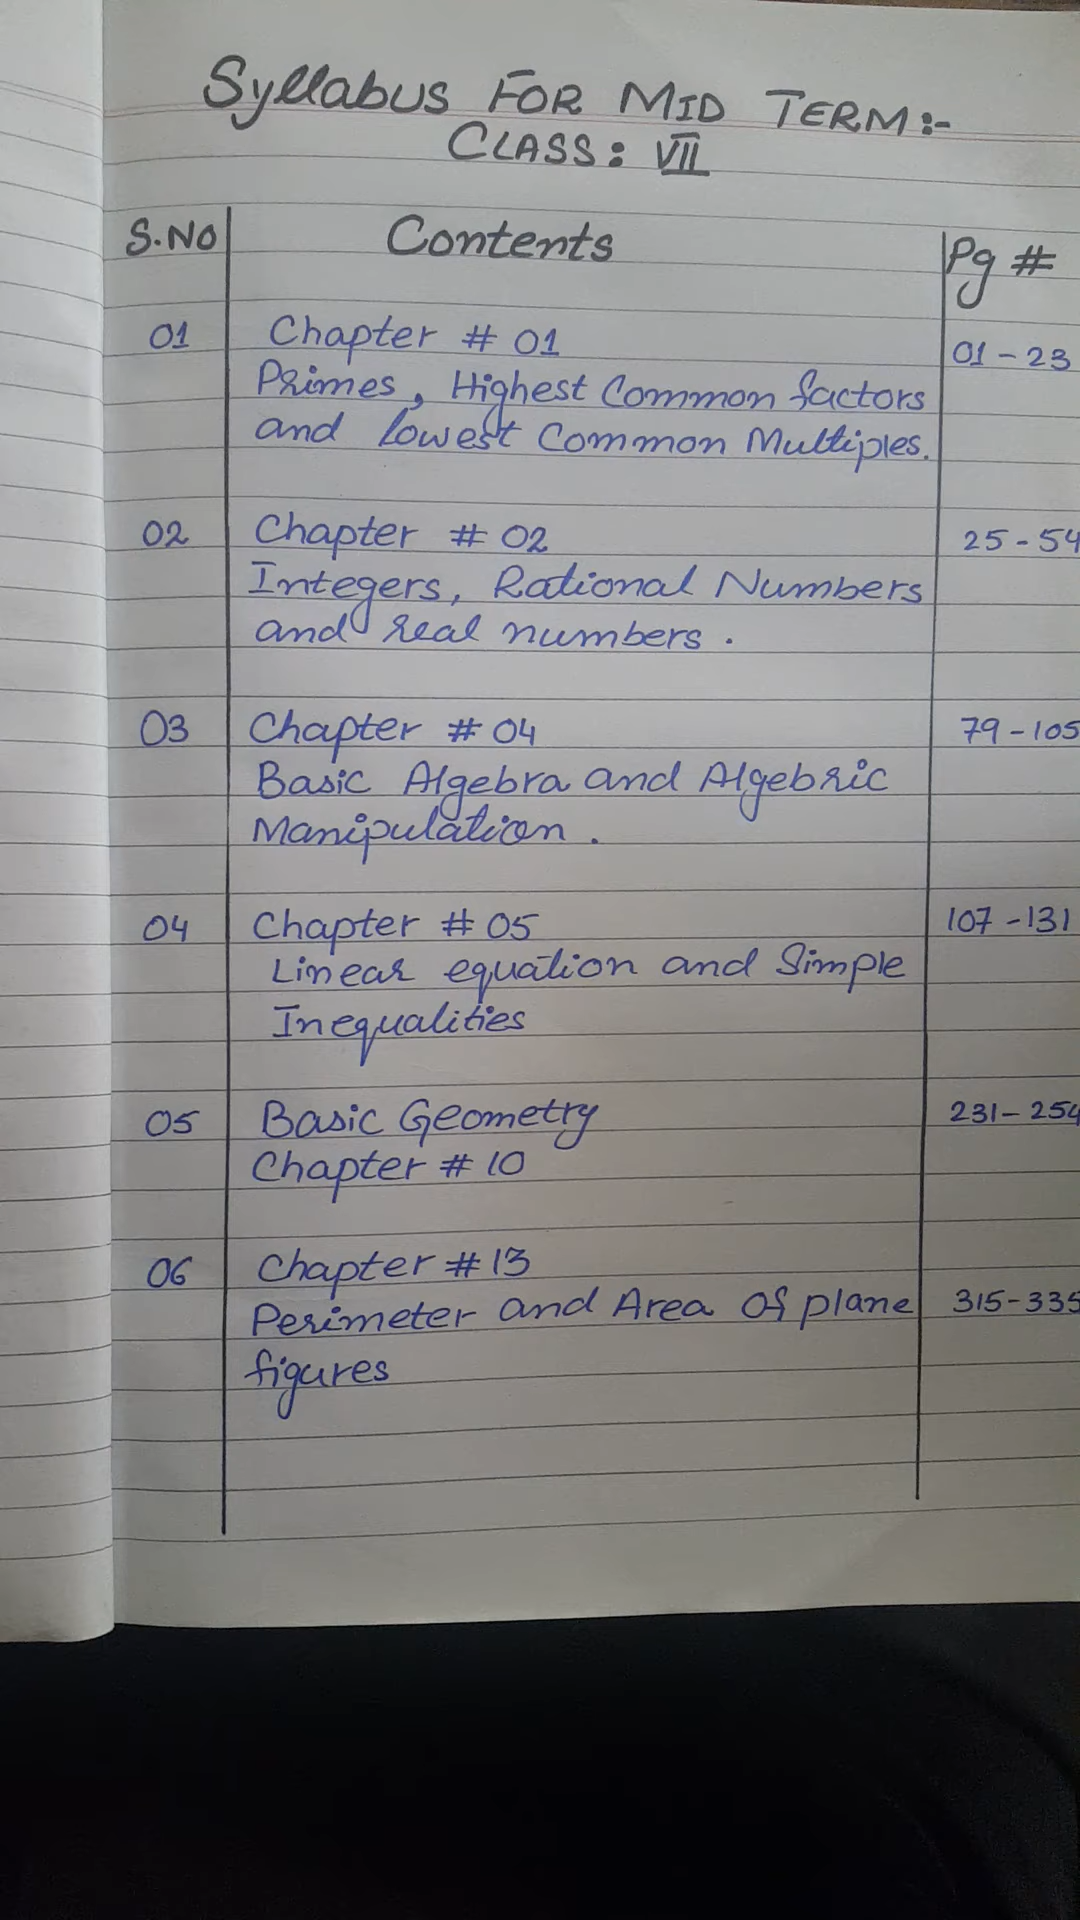 Syllabus FOR MID TERM:-
CLASS: VII
S.NO Contents Pg #
01 Chapter # 01 01-23
Primes, Highest Common factors
and lowest Common Multiples.
02 Chapter # 02 25-54
Integers, Rational Numbers
and real numbers.
03 Chapter # 04 79-105
Basic Algebra and Algebric
Manipulation.
04 Chapter # 05 107-131
Linear equation and Simple
Inequalities
05 Basic Geometry 231-254
Chapter # 10
06 Chapter #13
Perimeter and Area Of plane 315-335
figures